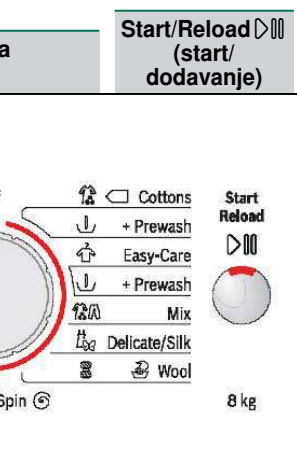 a
Start/Reload
(start/
dodavanje)
Cottons
+ Prewash
Easy-Care
+ Prewash
Mix
Delicate/Silk
Wool
Spin
Start
Reload
8 kg